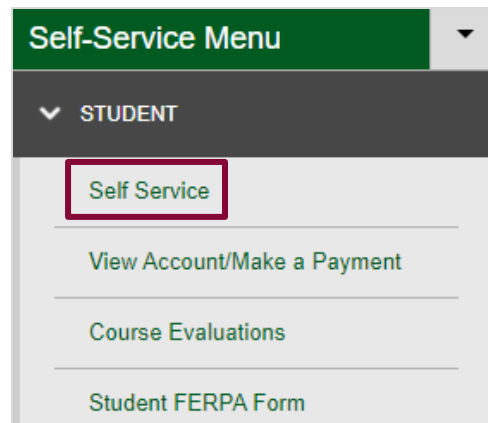 Self-Service Menu
STUDENT
Self Service
View Account/Make a Payment
Course Evaluations
Student FERPA Form